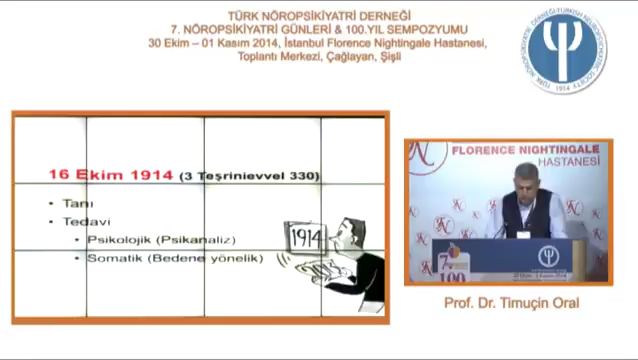 TÜRK NÖROPSİKİYATRİ DERNEĞİ
7. NÖROPSİKİYATRİ GÜNLERİ & 100.YIL SEMPOZYUMU
30 Ekim – 01 Kasım 2014, İstanbul Florence Nightingale Hastanesi,
Toplantı Merkezi, Çağlayan, Şişli
16 Ekim 1914 (3 Teşrinievvel 330)
• Tanı
• Tedavi
• Psikolojik (Psikanaliz)
• Somatik (Bedene yönelik)
1914
1913
FLORENCE NIGHTINGALE
HASTANESİ
100
Prof. Dr. Timuçin Oral